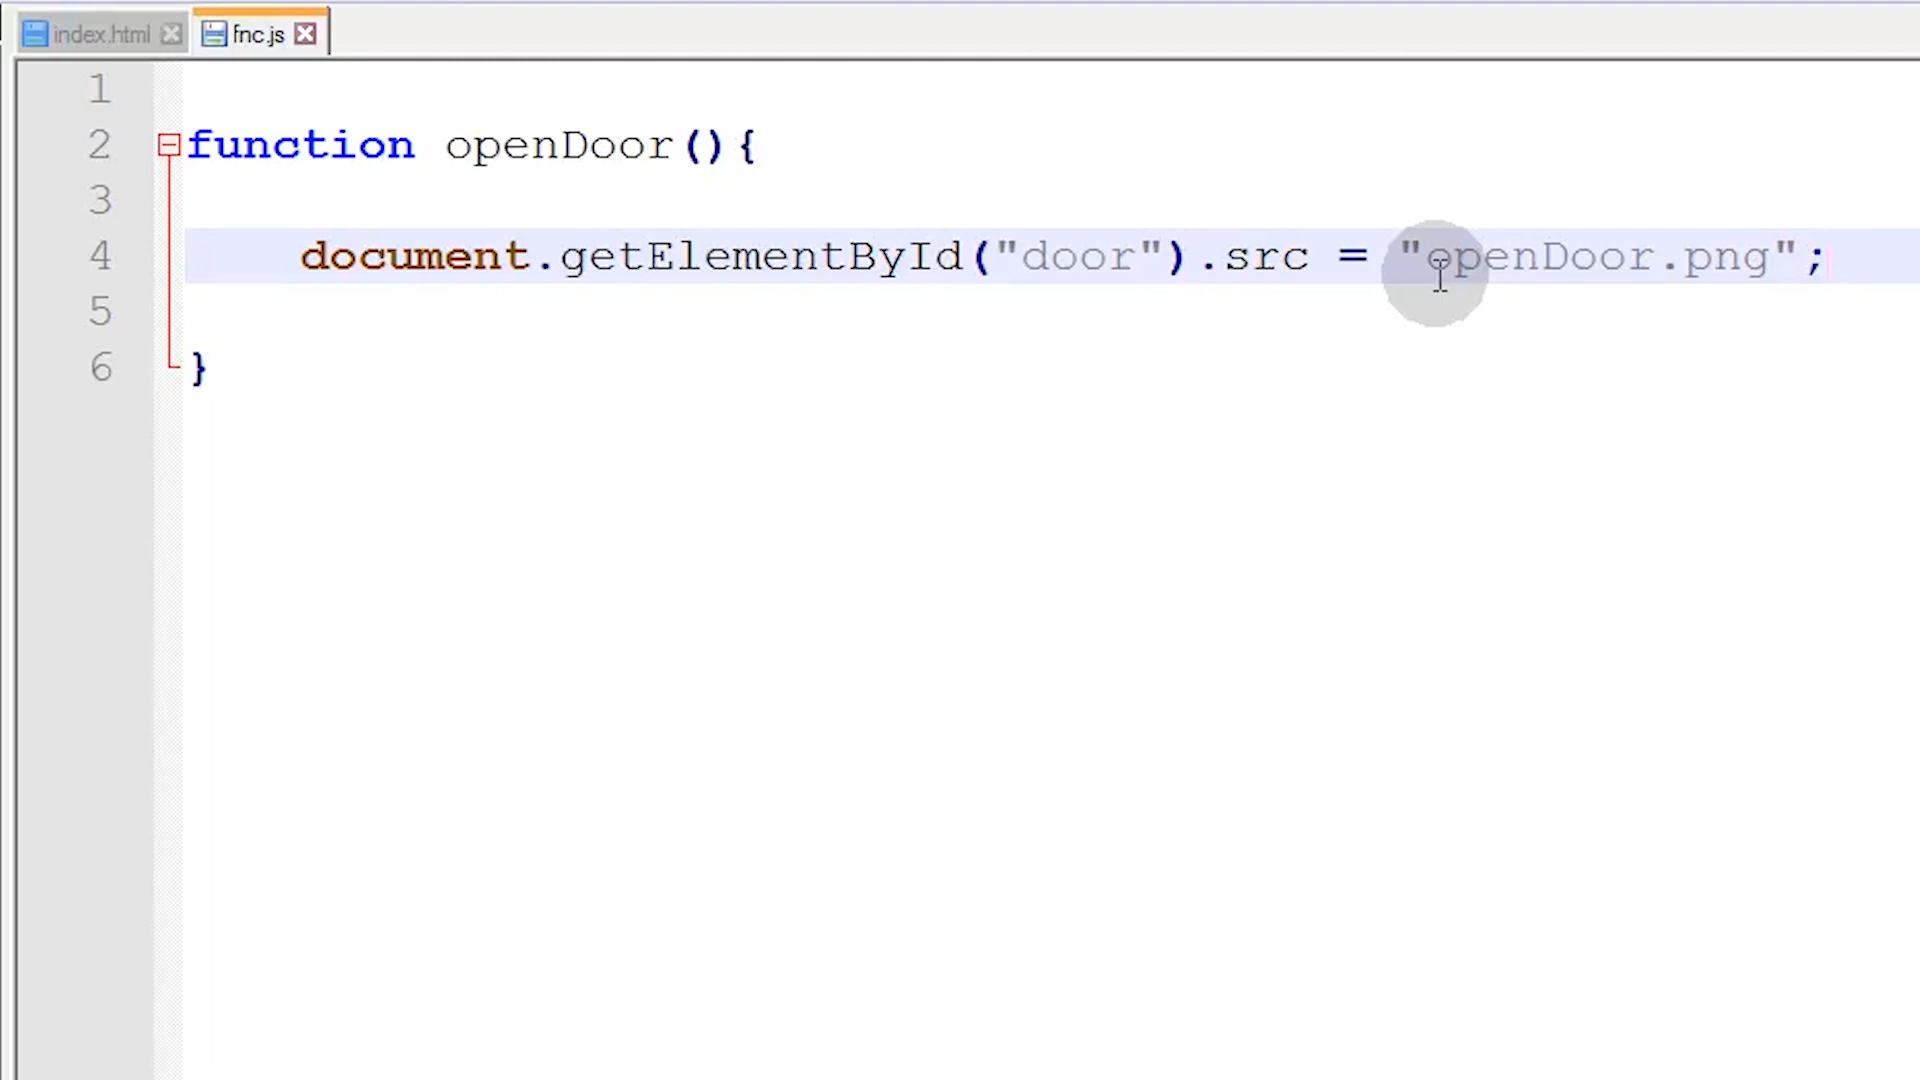 index.html fnc.js
1
2 function openDoor(){
3
4 document.getElementById("door").src = "openDoor.png";
5
6 }